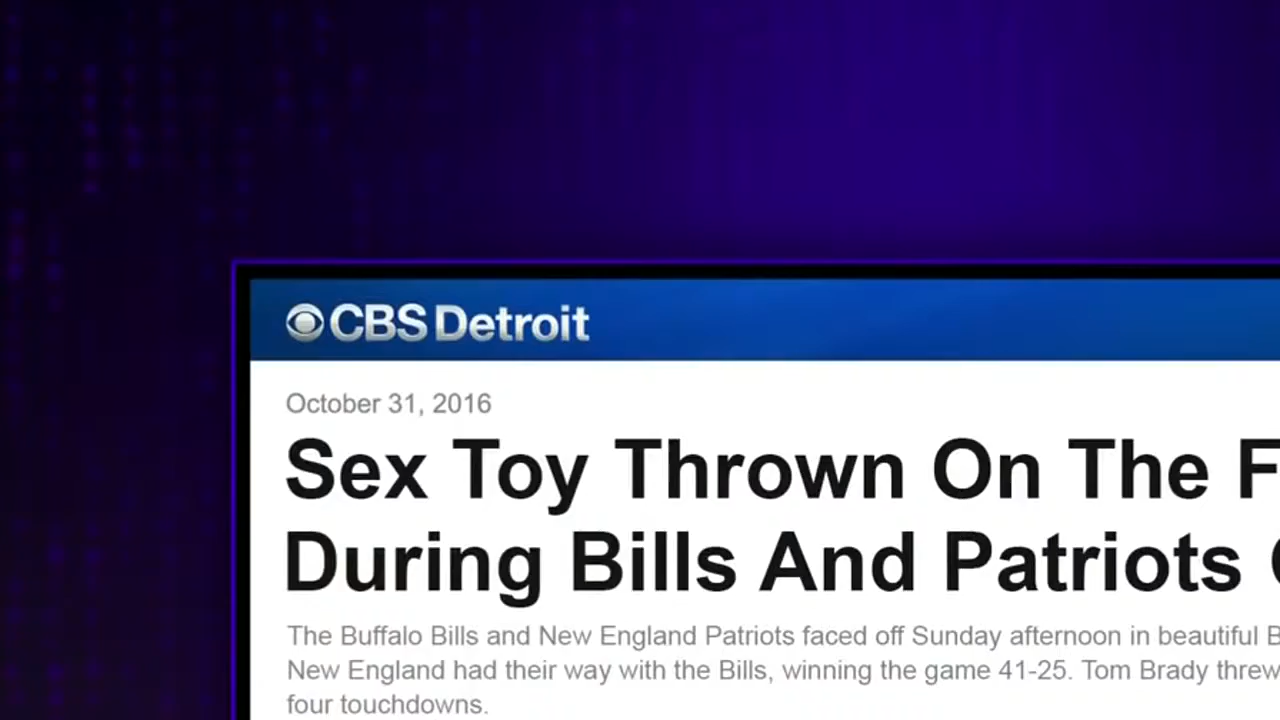 CBS Detroit
October 31, 2016
Sex Toy Thrown On The F
During Bills And Patriots
The Buffalo Bills and New England Patriots faced off Sunday afternoon in beautiful B
New England had their way with the Bills, winning the game 41-25. Tom Brady threw
four touchdowns.